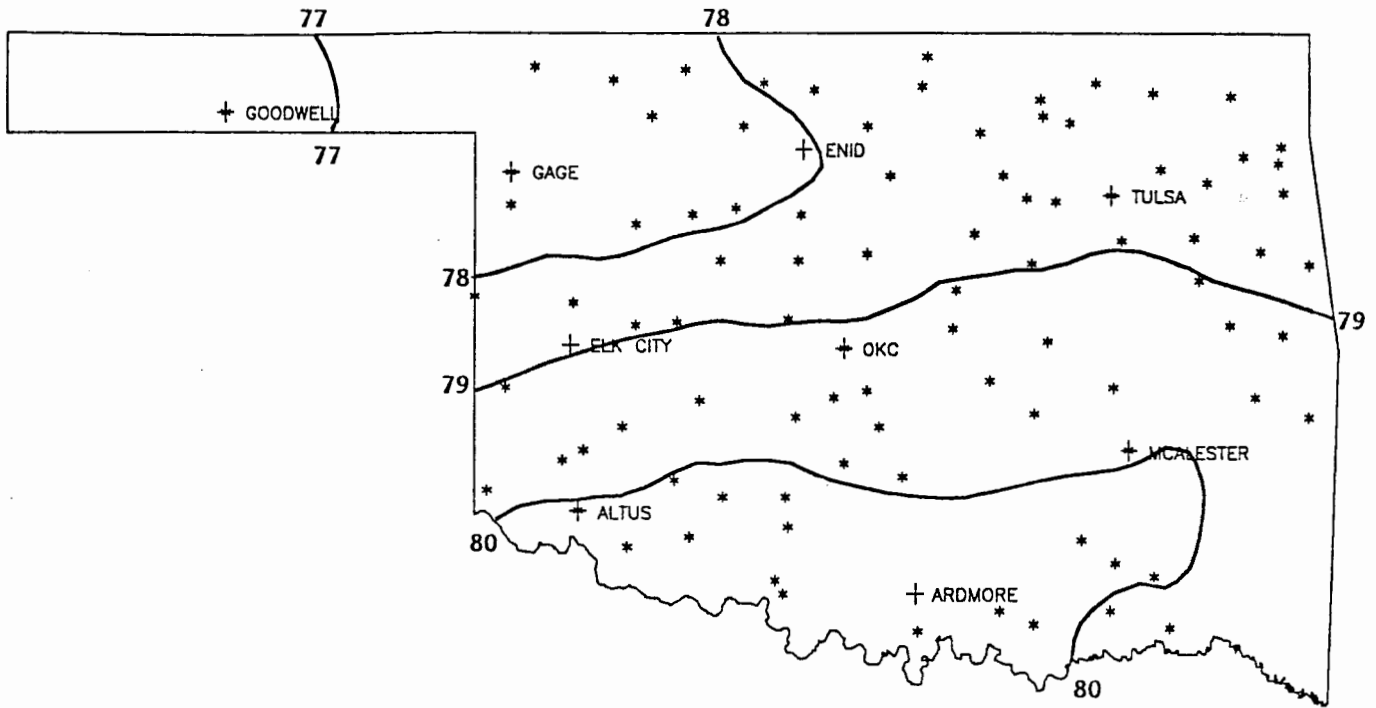 77
78
GOODWELL
77
ENID
GAGE
TULSA
78
79
ELK CITY
OKC
79
MCALESTER
ALTUS
80
ARDMORE
80